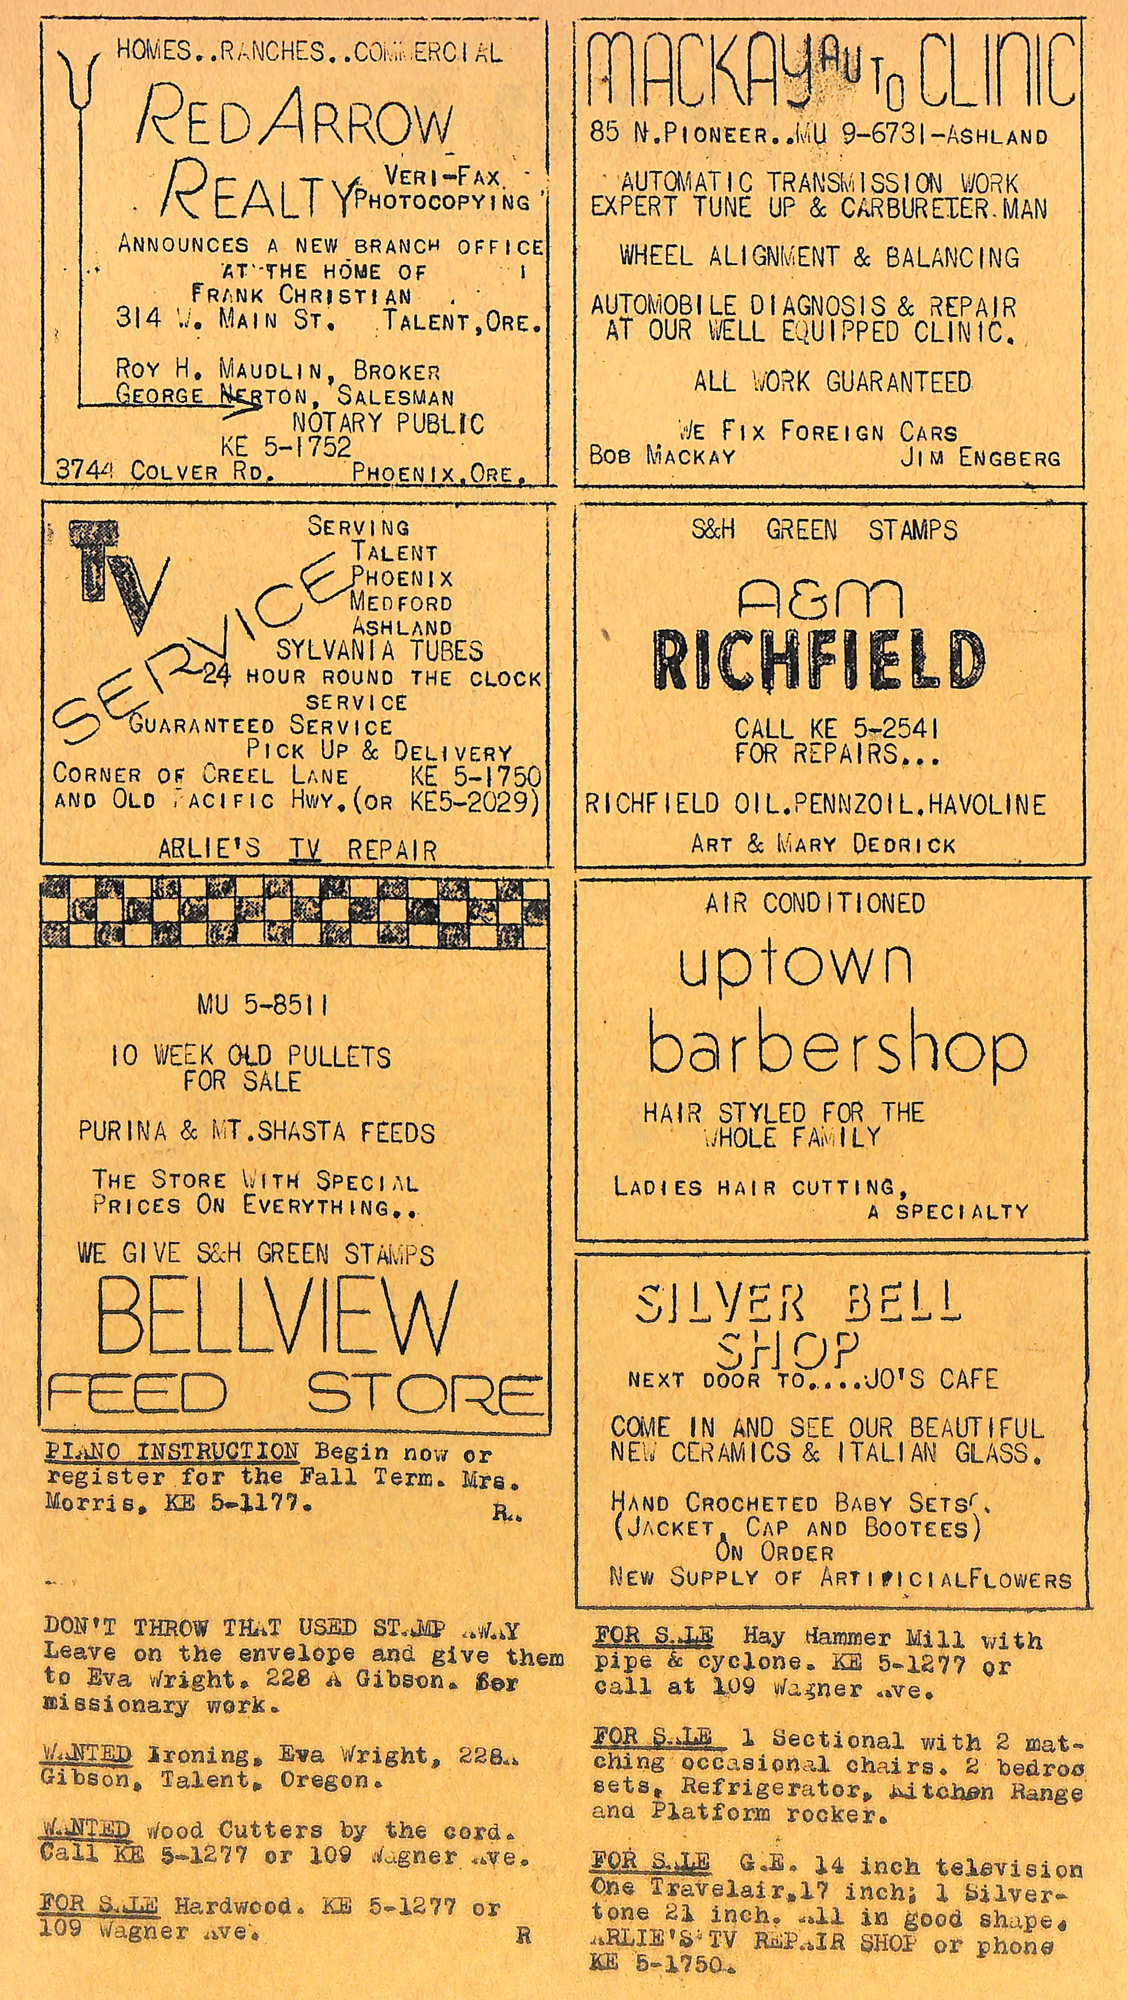 HOMES..RANCHES..COMMERCIAL
RED ARROW
REALTY
VERI-FAX
PHOTOCOPYING
ANNOUNCES A NEW BRANCH OFFICE
AT THE HOME OF
FRANK CHRISTIAN
314 W. MAIN ST. TALENT,ORE.
ROY H. MAUDLIN, BROKER
GEORGE NERTON, SALESMAN
NOTARY PUBLIC
KE 5-1752
3744 COLVER RD. PHOENIX,ORE.
TV
SERVICE
SERVING
TALENT
PHOENIX
MEDFORD
ASHLAND
SYLVANIA TUBES
24 HOUR ROUND THE CLOCK
SERVICE
GUARANTEED SERVICE
PICK UP & DELIVERY
CORNER OF CREEL LANE KE 5-1750
AND OLD PACIFIC HWY.(OR KE5-2029)
ARLIE'S TV REPAIR
MU 5-8511
10 WEEK OLD PULLETS
FOR SALE
PURINA & MT.SHASTA FEEDS
THE STORE WITH SPECIAL
PRICES ON EVERYTHING..
WE GIVE S&H GREEN STAMPS
BELLVIEW
FEED STORE
PIANO INSTRUCTION Begin now or
register for the Fall Term. Mrs.
Morris, KE 5-1177.
R.
DON'T THROW THAT USED STAMP AWAY
Leave on the envelope and give them
to Eva Wright. 228 A Gibson. for
missionary work.
WANTED Ironing, Eva Wright, 228A
Gibson, Talent, Oregon.
WANTED Wood Cutters by the cord.
Call KE 5-1277 or 109 Wagner Ave.
FOR SALE Hardwood. KE 5-1277 or
109 Wagner Ave.
R
MACKAY AUTO CLINIC
85 N.PIONEER..MU 9-6731-ASHLAND
AUTOMATIC TRANSMISSION WORK
EXPERT TUNE UP & CARBURETER MAN
WHEEL ALIGNMENT & BALANCING
AUTOMOBILE DIAGNOSIS & REPAIR
AT OUR WELL EQUIPPED CLINIC.
ALL WORK GUARANTEED
WE FIX FOREIGN CARS
BOB MACKAY JIM ENGBERG
S&H GREEN STAMPS
A&M
RICHFIELD
CALL KE 5-2541
FOR REPAIRS...
RICHFIELD OIL.PENNZOIL.HAVOLINE
ART & MARY DEDRICK
AIR CONDITIONED
uptown
barbershop
HAIR STYLED FOR THE
WHOLE FAMILY
LADIES HAIR CUTTING,
A SPECIALTY
SILVER BELL
SHOP
NEXT DOOR TO....JO'S CAFE
COME IN AND SEE OUR BEAUTIFUL
NEW CERAMICS & ITALIAN GLASS.
HAND CROCHETED BABY SETS.
(JACKET, CAP AND BOOTEES)
ON ORDER
NEW SUPPLY OF ARTIFICIALFLOWERS
FOR SALE Hay Hammer Mill with
pipe & cyclone. KE 5-1277 or
call at 109 Wagner Ave.
FOR SALE 1 Sectional with 2 mat-
ching occasional chairs. 2 bedroo
sets, Refrigerator, Kitchen Range
and Platform rocker.
FOR SALE G.E. 14 inch television
One Travelair,17 inch; 1 Silver-
tone 21 inch. All in good shape.
ARLIE'S TV REPAIR SHOP or phone
KE 5-1750.